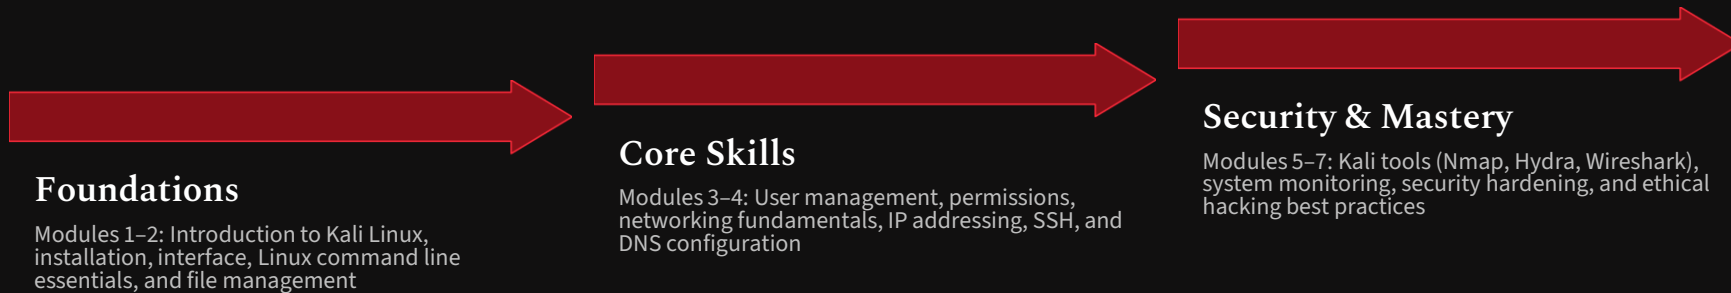 Foundations
Modules 1–2: Introduction to Kali Linux,
installation, interface, Linux command line
essentials, and file management
Core Skills
Modules 3–4: User management, permissions,
networking fundamentals, IP addressing, SSH, and
DNS configuration
Security & Mastery
Modules 5–7: Kali tools (Nmap, Hydra, Wireshark),
system monitoring, security hardening, and ethical
hacking best practices